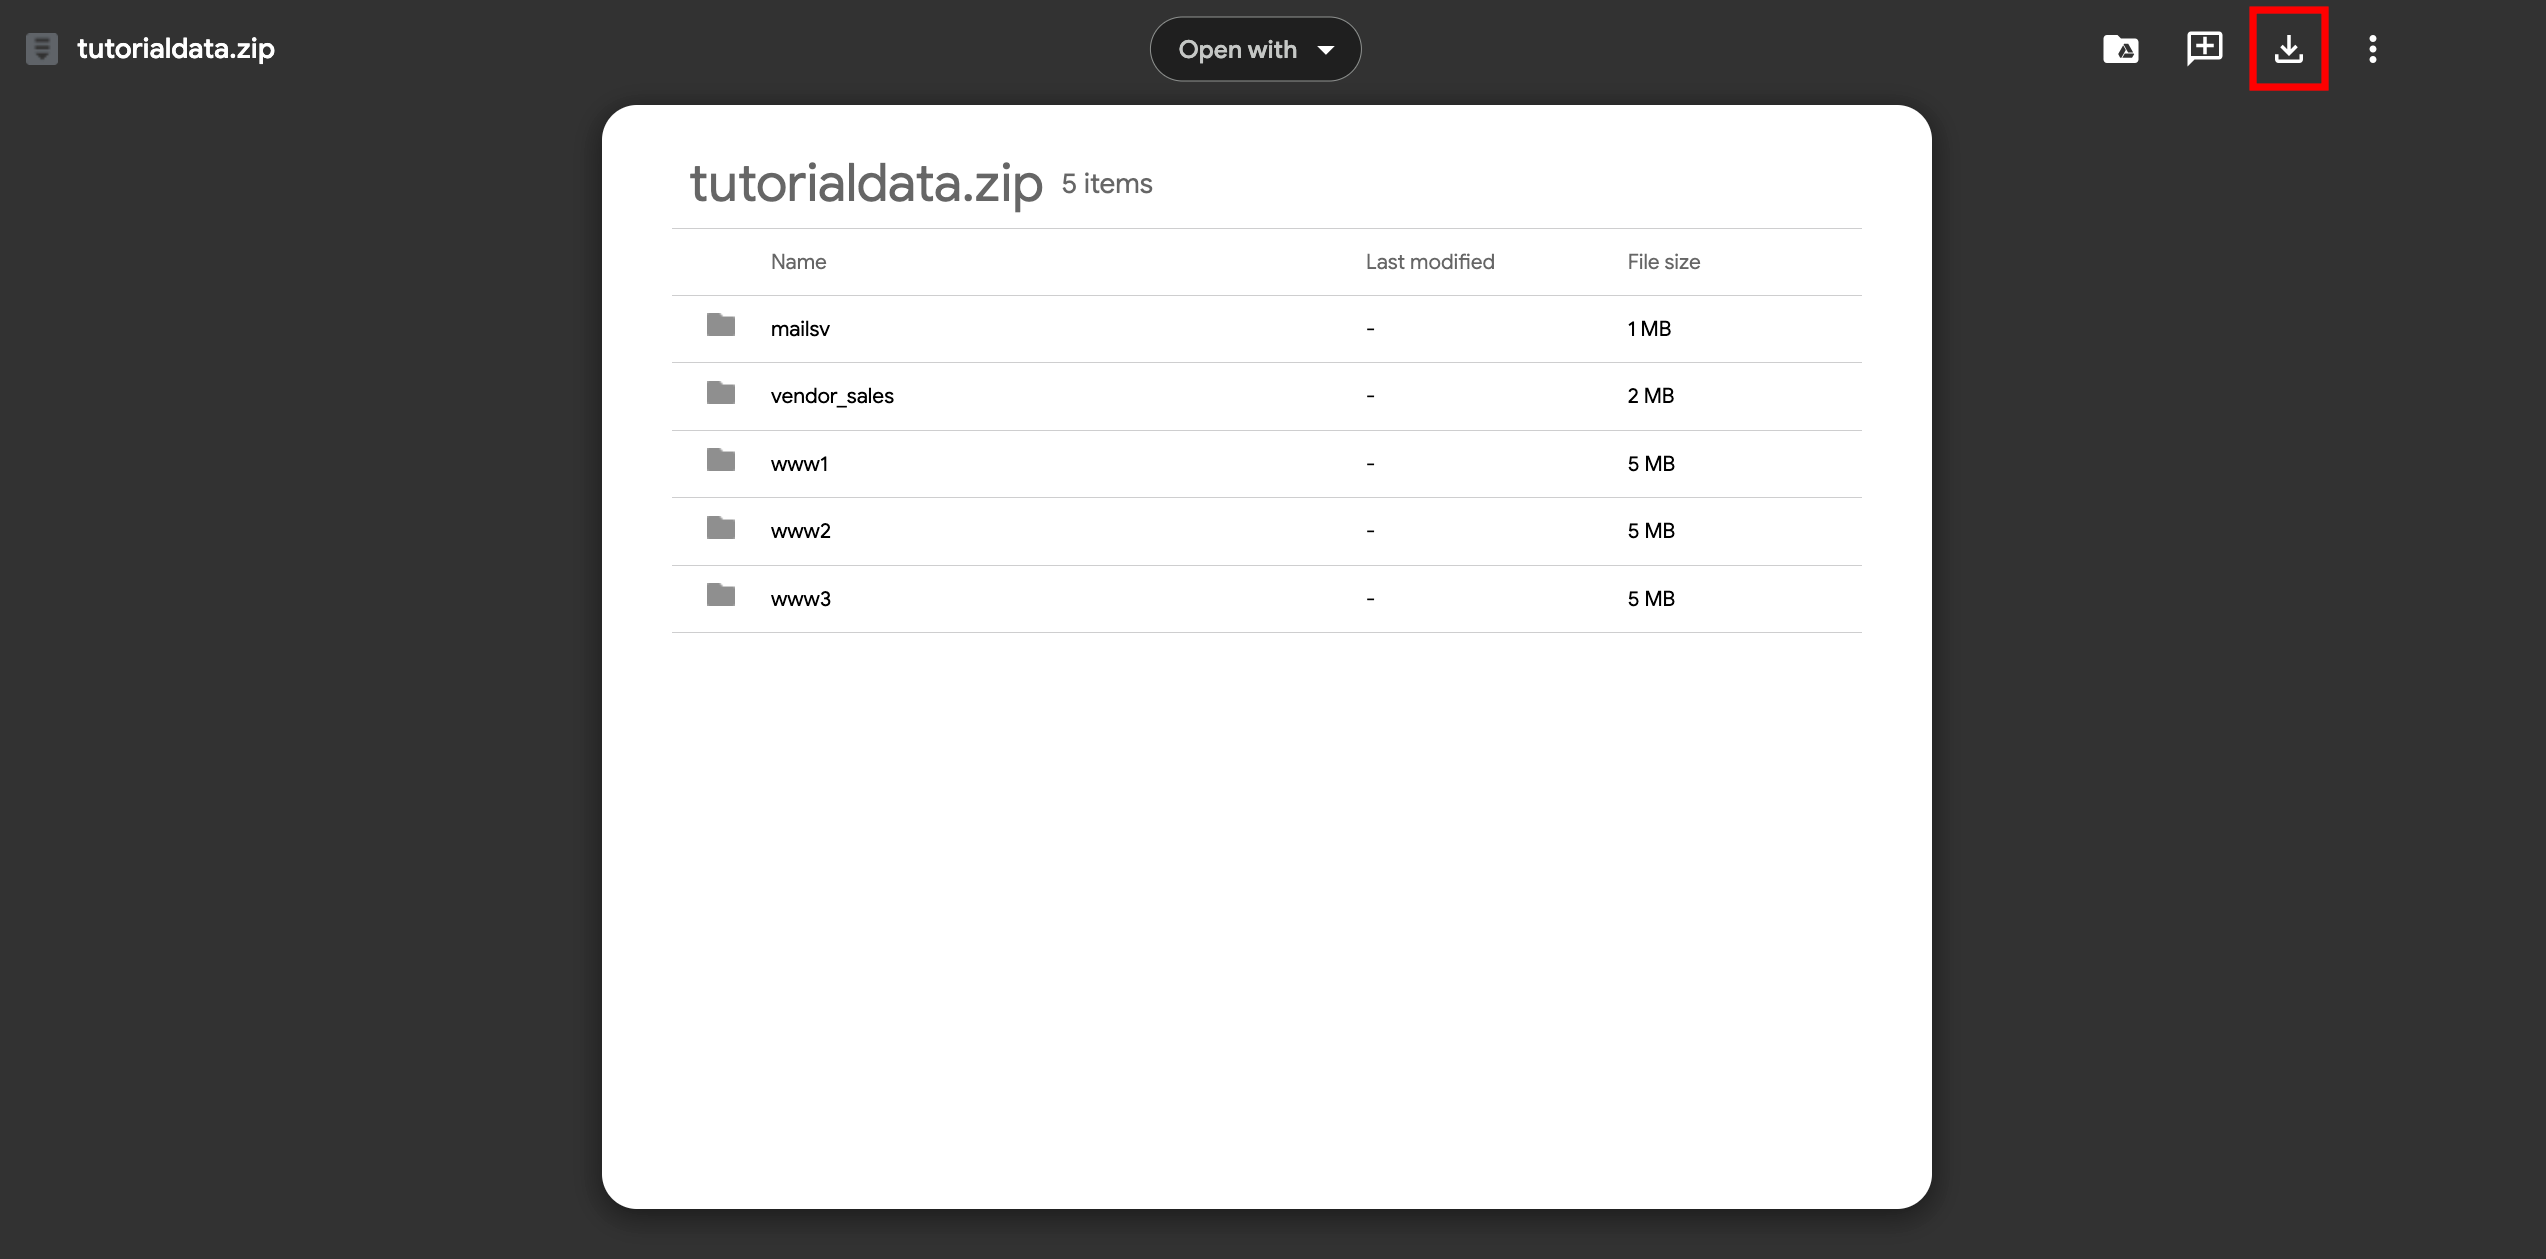 tutorialdata.zip
Open with
tutorialdata.zip 5 items
Name Last modified File size
mailsv - 1 MB
vendor_sales - 2 MB
www1 - 5 MB
www2 - 5 MB
www3 - 5 MB